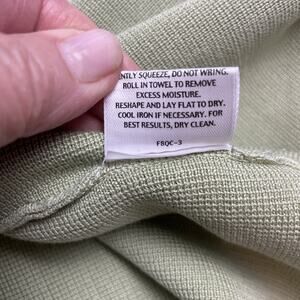 NTLY SQUEEZE, DO NOT WRING.
ROLL IN TOWEL TO REMOVE
EXCESS MOISTURE.
RESHAPE AND LAY FLAT TO DRY.
COOL IRON IF NECESSARY. FOR
BEST RESULTS, DRY CLEAN.
F8QC-3